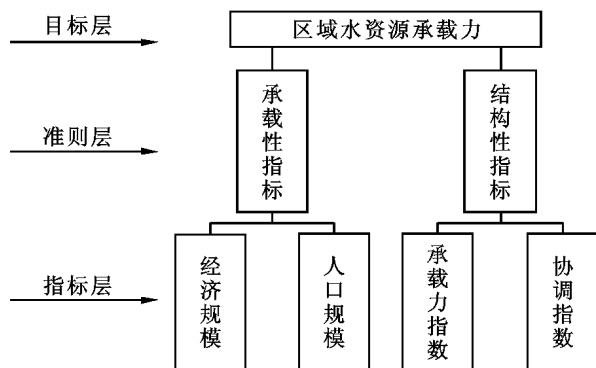 目标层
区域水资源承载力
准则层
承载性指标
结构性指标
指标层
经济规模
人口规模
承载力指数
协调指数